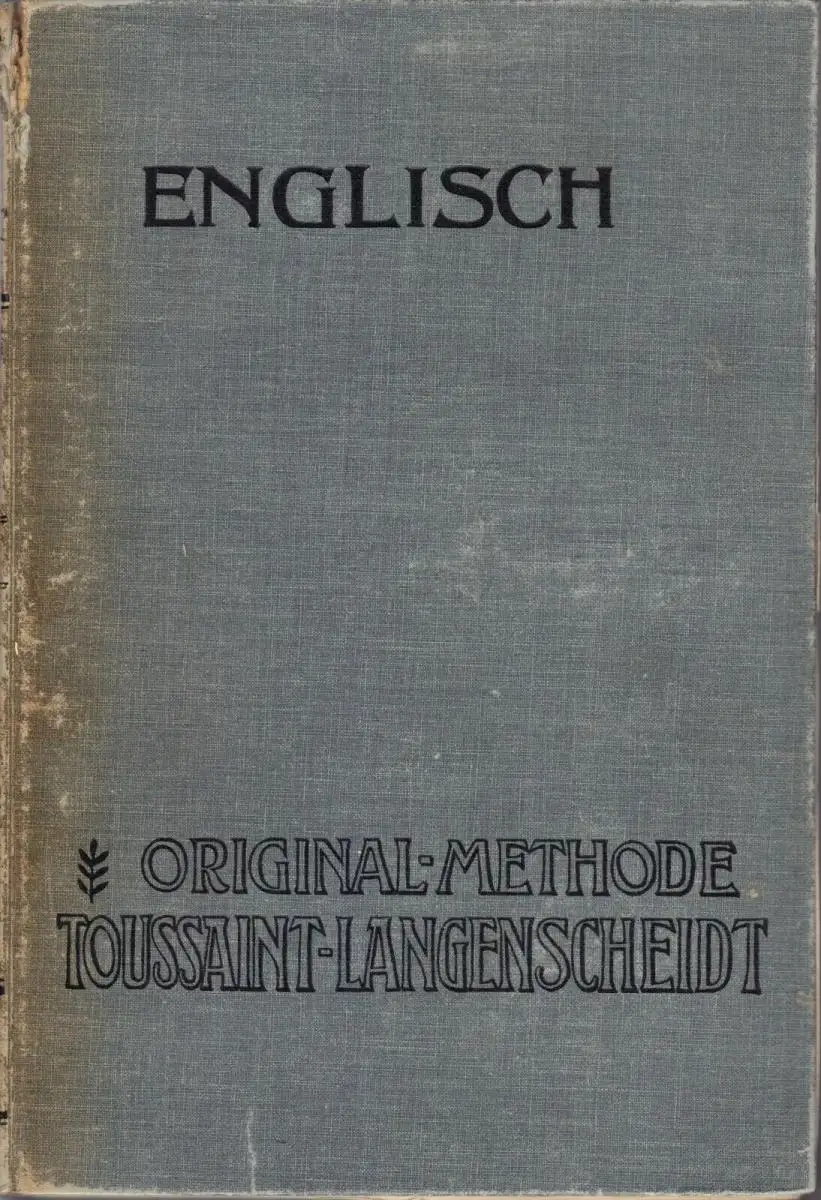 ENGLISCH
ORIGINAL-METHODE
TOUSSAINT-LANGENSCHEIDT